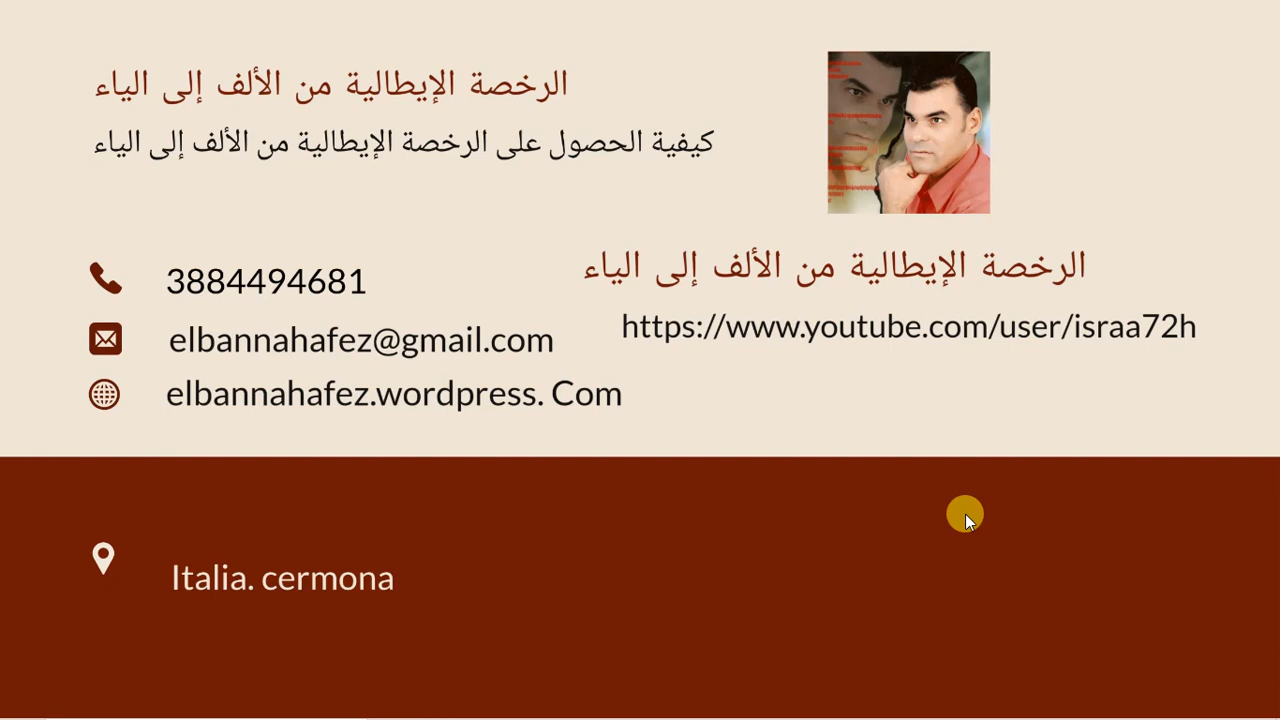 الرخصة الإيطالية من الألف إلى الياء
كيفية الحصول على الرخصة الإيطالية من الألف إلى الياء
3884494681
elbannahafez@gmail.com
elbannahafez.wordpress. Com
الرخصة الإيطالية من الألف إلى الياء
https://www.youtube.com/user/israa72h
Italia. cermona